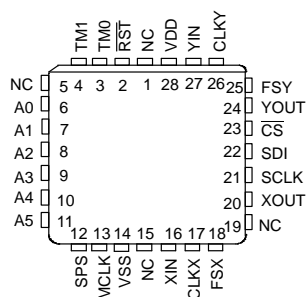 TM1 TM0 RST NC VDD YIN CLKY
4 3 2 1 28 27 26
NC 5 25 FSY
A0 6 24 YOUT
A1 7 23 CS
A2 8 22 SDI
A3 9 21 SCLK
A4 10 20 XOUT
A5 11 19 NC
12 13 14 15 16 17 18
SPS MCLK VSS NC XIN CLKX FSX